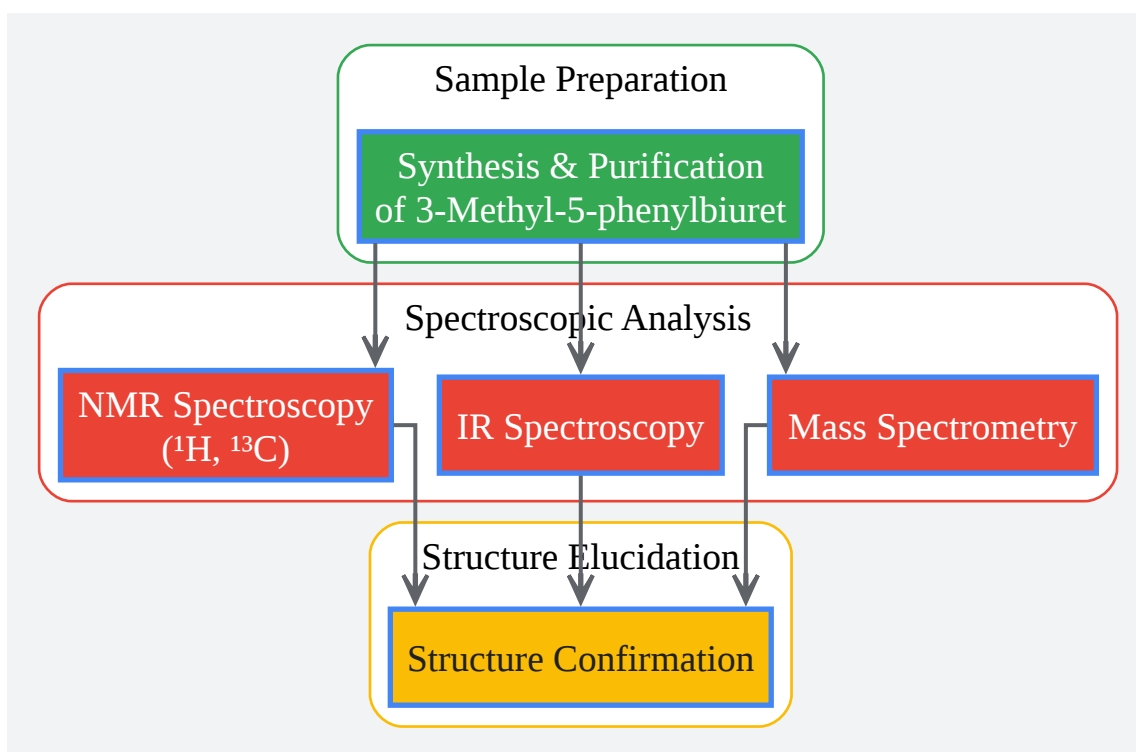 Sample Preparation
Synthesis & Purification
of 3-Methyl-5-phenylbiuret
Spectroscopic Analysis
NMR Spectroscopy
(¹H, ¹³C)
IR Spectroscopy
Mass Spectrometry
Structure Elucidation
Structure Confirmation